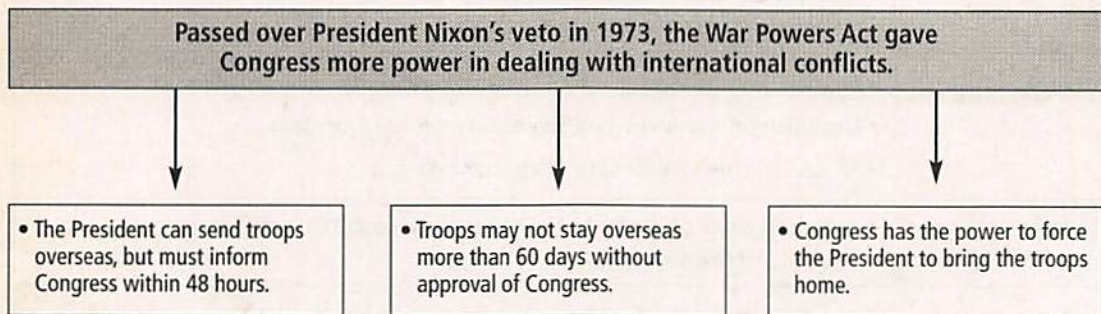 Passed over President Nixon's veto in 1973, the War Powers Act gave
Congress more power in dealing with international conflicts.
• The President can send troops
overseas, but must inform
Congress within 48 hours.
• Troops may not stay overseas
more than 60 days without
approval of Congress.
• Congress has the power to force
the President to bring the troops
home.